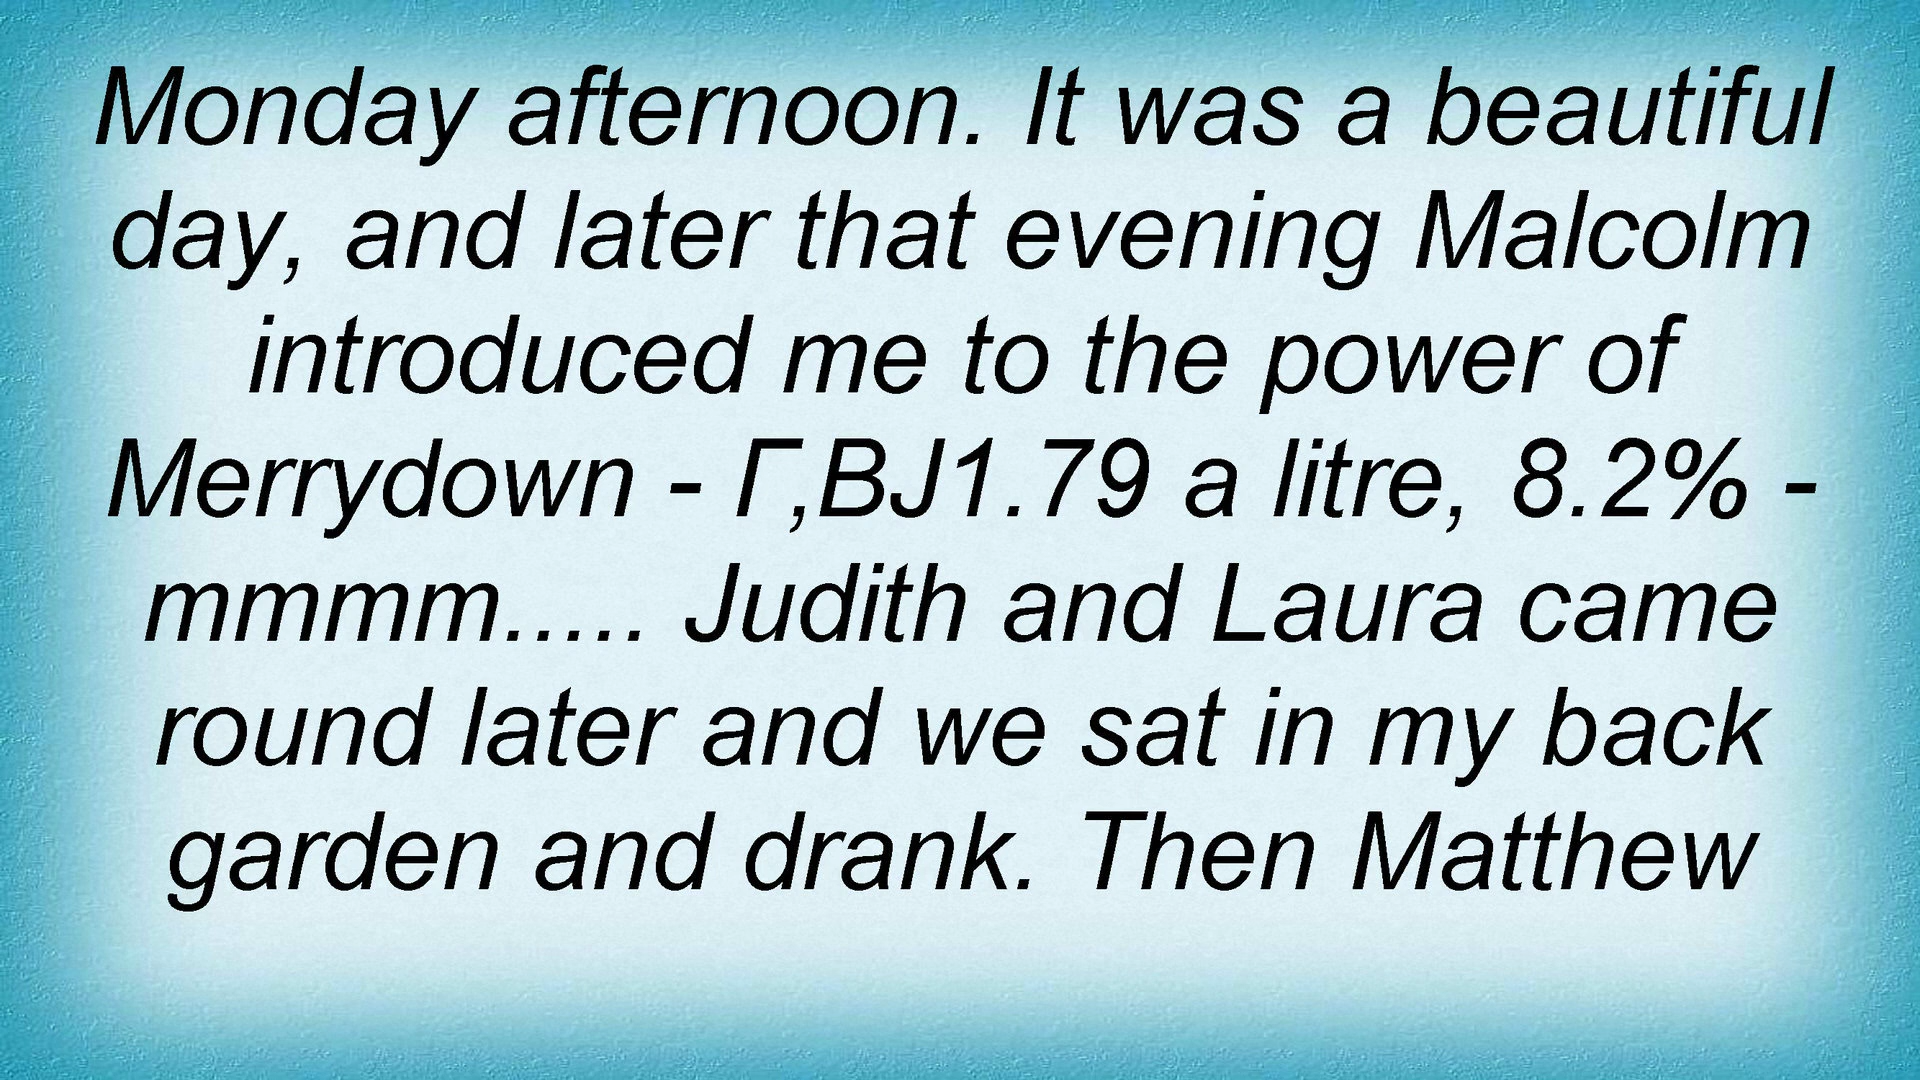 Monday afternoon. It was a beautiful
day, and later that evening Malcolm
introduced me to the power of
Merrydown - Г,ВЈ1.79 a litre, 8.2% -
mmmm..... Judith and Laura came
round later and we sat in my back
garden and drank. Then Matthew